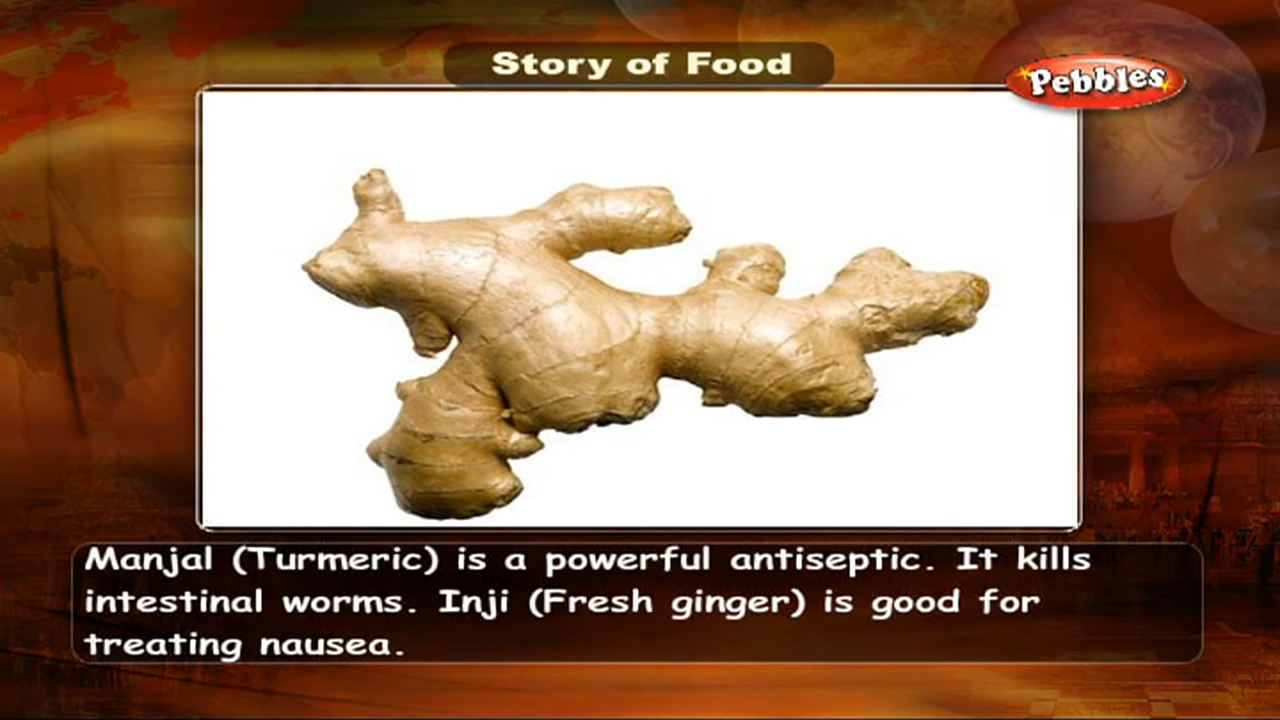 Story of Food
Pebbles
Manjal (Turmeric) is a powerful antiseptic. It kills
intestinal worms. Inji (Fresh ginger) is good for
treating nausea.